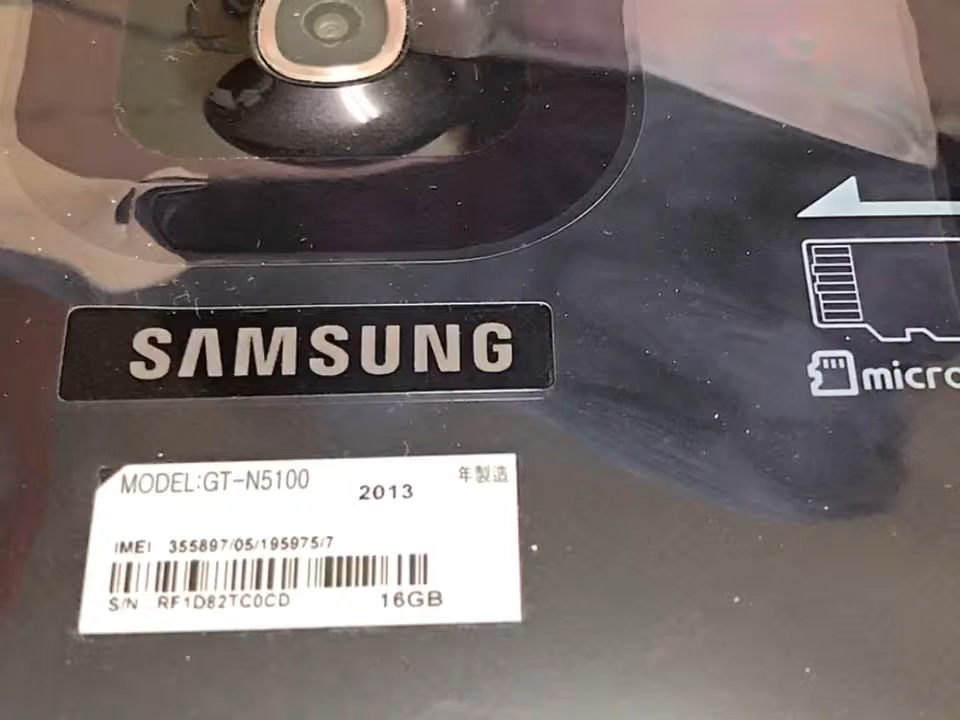 SAMSUNG
micro
MODEL:GT-N5100
2013 年製造
IMEI 355897/05/195975/7
S/N RF1D82TC0CD 16GB